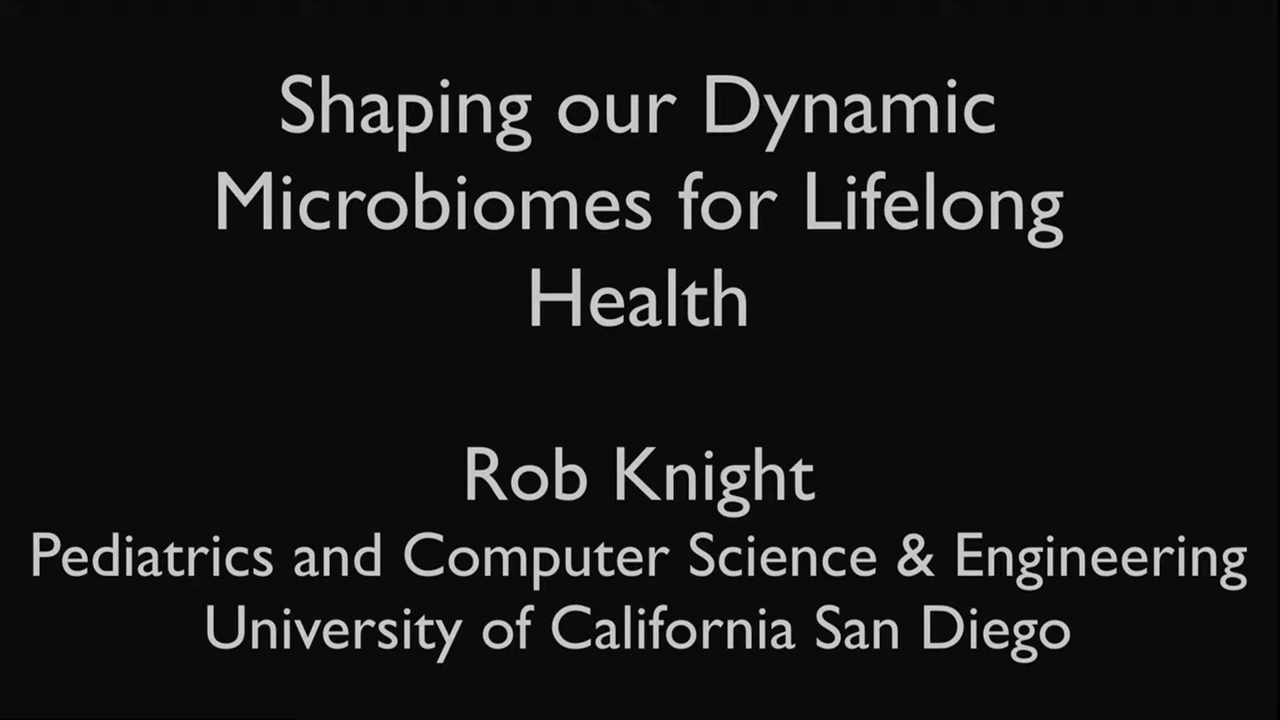 Shaping our Dynamic
Microbiomes for Lifelong
Health
Rob Knight
Pediatrics and Computer Science & Engineering
University of California San Diego